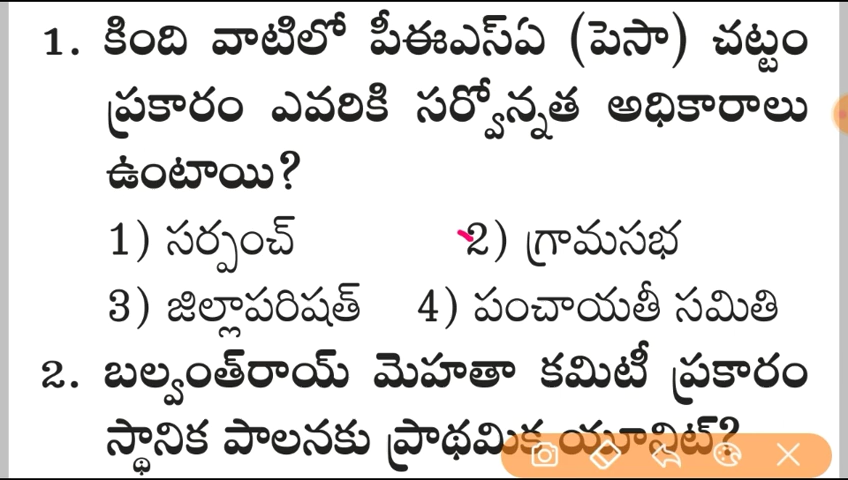 1. కింది వాటిలో పీఈఎస్ఏ (పెసా) చట్టం
ప్రకారం ఎవరికి సర్వోన్నత అధికారాలు
ఉంటాయి?
1) సర్పంచ్ 2) గ్రామసభ
3) జిల్లాపరిషత్ 4) పంచాయతీ సమితి
2. బల్వంత్‌రాయ్ మెహతా కమిటీ ప్రకారం
స్థానిక పాలనకు ప్రాథమిక యూనిట్?